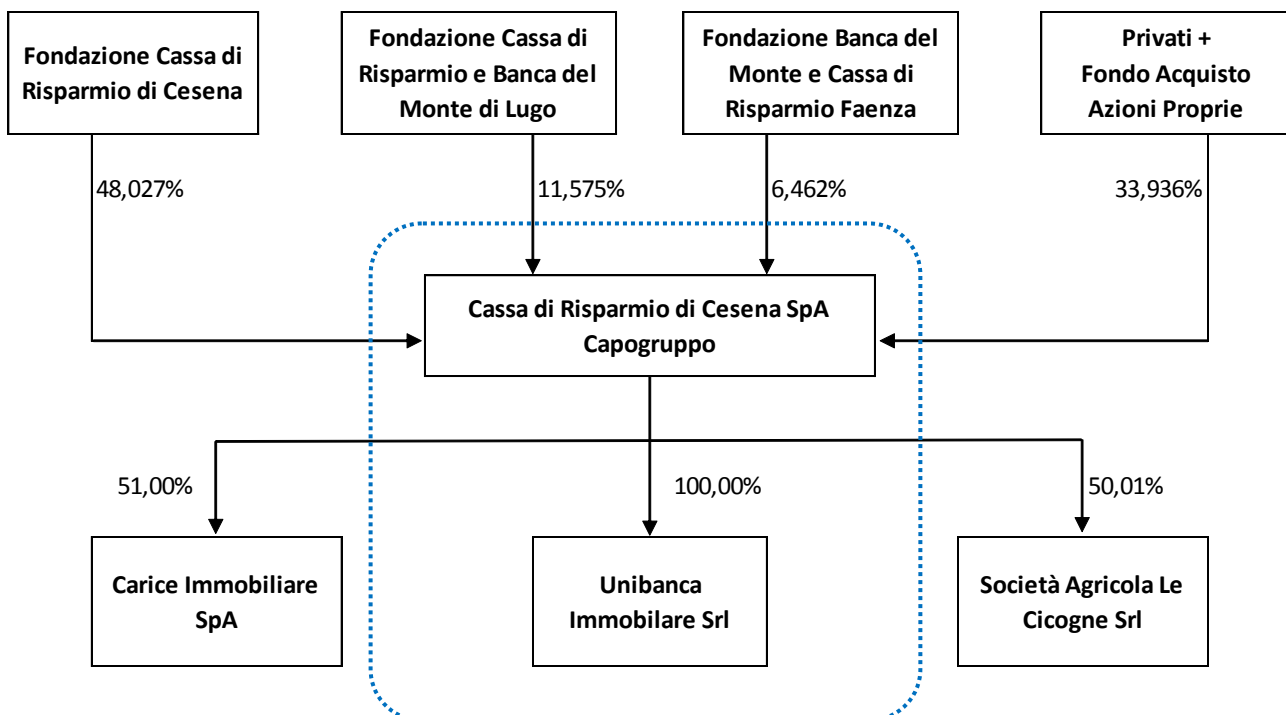 Fondazione Cassa di
Risparmio di Cesena
Fondazione Cassa di
Risparmio e Banca del
Monte di Lugo
Fondazione Banca del
Monte e Cassa di
Risparmio Faenza
Privati +
Fondo Acquisto
Azioni Proprie
48,027%
11,575%
6,462%
33,936%
Cassa di Risparmio di Cesena SpA
Capogruppo
51,00%
100,00%
50,01%
Carice Immobiliare
SpA
Unibanca
Immobilare Srl
Società Agricola Le
Cicogne Srl